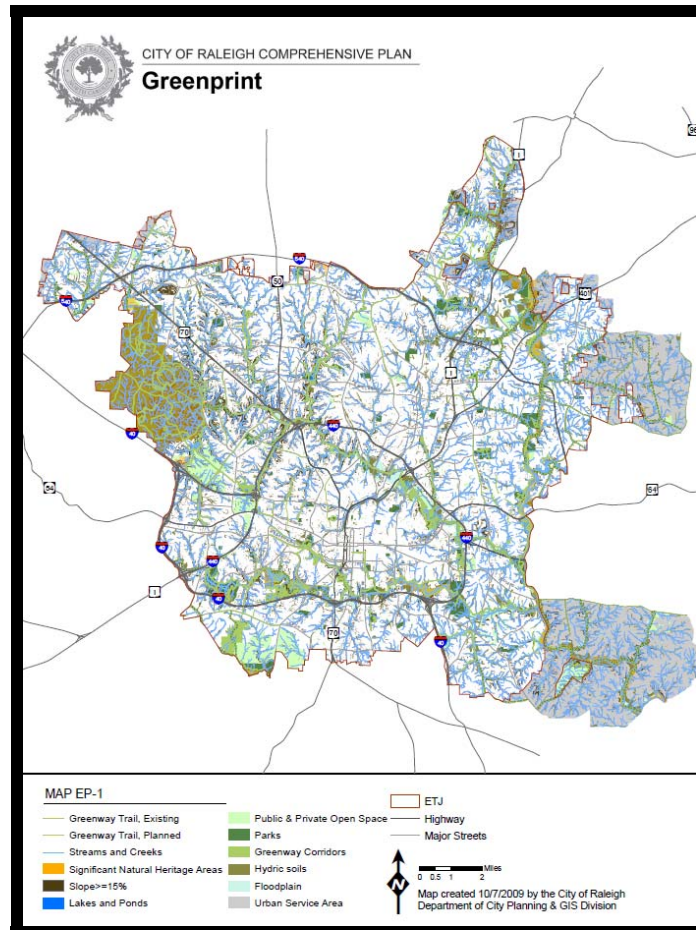 CITY OF RALEIGH COMPREHENSIVE PLAN
Greenprint
1
96
540
50
401
540
70
1
40
440
54
64
440
40
440
1
40
70
40
MAP EP-1
Greenway Trail, Existing
Greenway Trail, Planned
Streams and Creeks
Significant Natural Heritage Areas
Slope>=15%
Lakes and Ponds
Public & Private Open Space
Parks
Greenway Corridors
Hydric soils
Floodplain
Urban Service Area
ETJ
Highway
Major Streets
N
Miles
0 0.5 1 2
Map created 10/7/2009 by the City of Raleigh
Department of City Planning & GIS Division